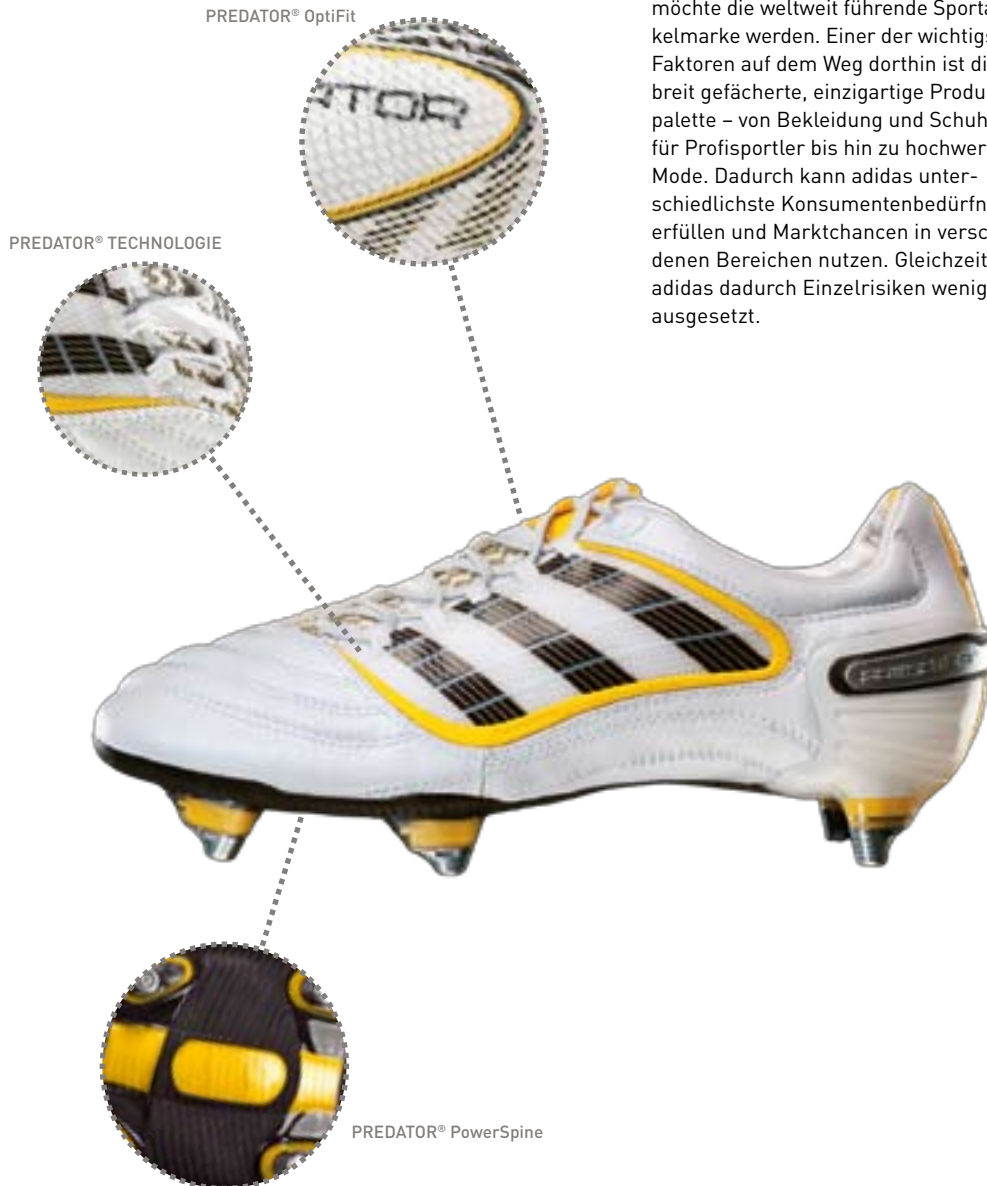 PREDATOR® OptiFit
möchte die weltweit führende Sporta
kelmarke werden. Einer der wichtigs
Faktoren auf dem Weg dorthin ist di
breit gefächerte, einzigartige Produ
palette – von Bekleidung und Schuh
für Profisportler bis hin zu hochwer
Mode. Dadurch kann adidas unter-
schiedlichste Konsumentenbedürfn
erfüllen und Marktchancen in versc
denen Bereichen nutzen. Gleichzeit
adidas dadurch Einzelrisiken wenig
ausgesetzt.
ATOR
PREDATOR® TECHNOLOGIE
PREDATOR® PowerSpine